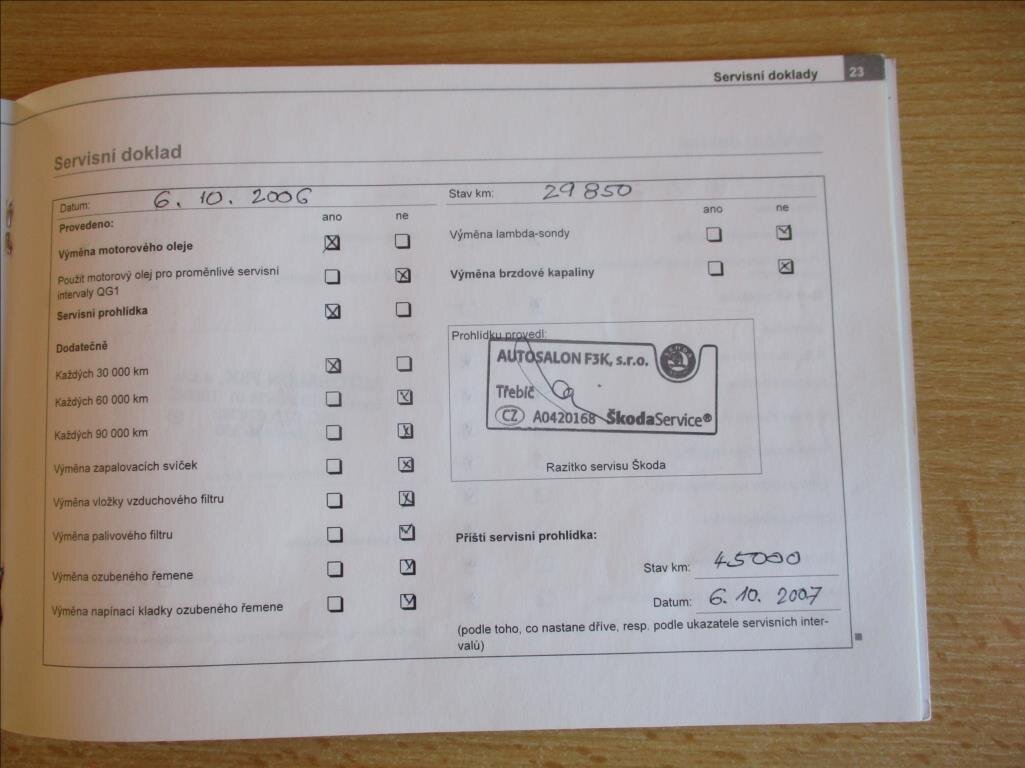 Servisní doklady 23
Servisní doklad
Datum: 6. 10. 2006
Stav km: 29850
Provedeno: ano ne
ano ne
Výměna motorového oleje
Výměna lambda-sondy
Použít motorový olej pro proměnlivé servisní
intervaly QG1
Výměna brzdové kapaliny
Servisní prohlídka
Dodatečně
Každých 30 000 km
Každých 60 000 km
Každých 90 000 km
Výměna zapalovacích svíček
Výměna vložky vzduchového filtru
Výměna palivového filtru
Výměna ozubeného řemene
Výměna napínací kladky ozubeného řemene
Prohlídku provedl:
AUTOSALON F3K, s.r.o.
ŠKODA
Třebíč
CZ A0420168 ŠkodaService®
Razítko servisu Škoda
Příští servisní prohlídka:
Stav km: 45000
Datum: 6. 10. 2007
(podle toho, co nastane dříve, resp. podle ukazatele servisních inter-
valů)